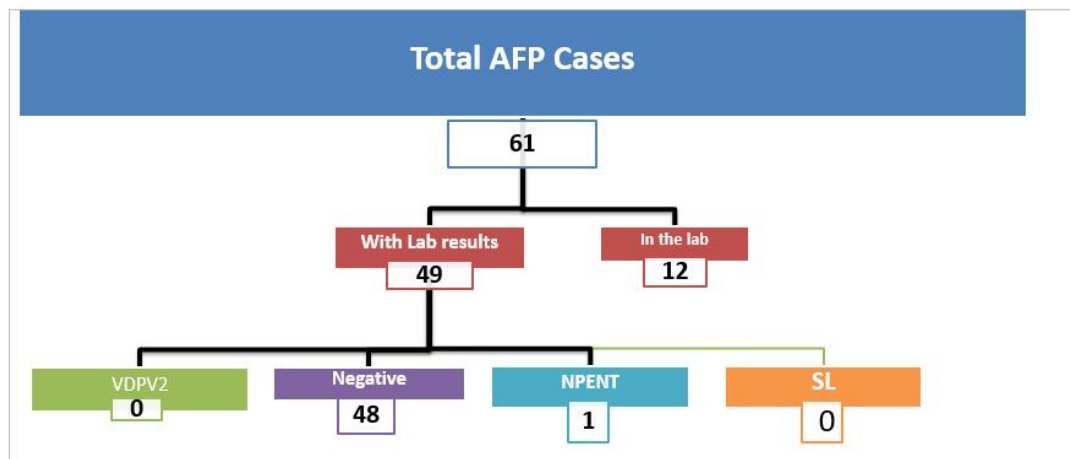 Total AFP Cases
61
With Lab results
49
In the lab
12
VDPV2
0
Negative
48
NPENT
1
SL
0